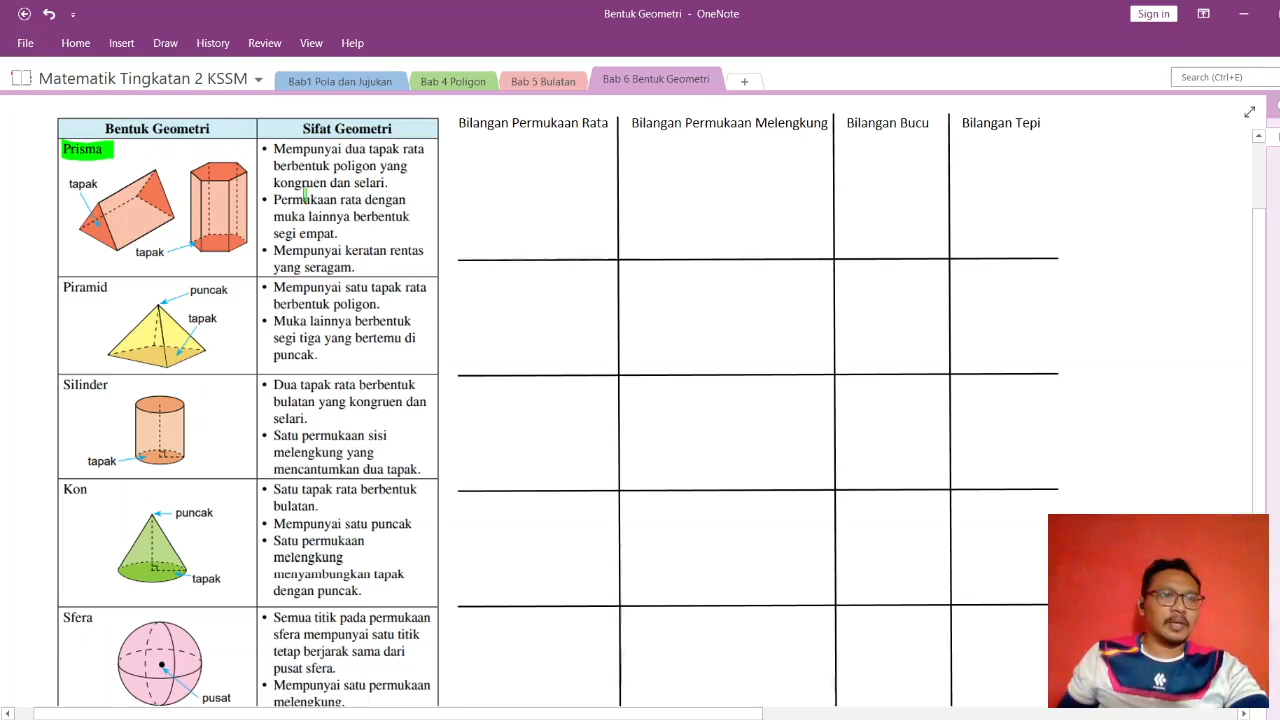 Bentuk Geometri - OneNote
Sign in
File Home Insert Draw History Review View Help
Matematik Tingkatan 2 KSSM
Bab1 Pola dan Jujukan
Bab 4 Poligon
Bab 5 Bulatan
Bab 6 Bentuk Geometri
+
Search (Ctrl+E)
Bentuk Geometri
Sifat Geometri
Bilangan Permukaan Rata
Bilangan Permukaan Melengkung
Bilangan Bucu
Bilangan Tepi
Prisma
tapak
tapak
• Mempunyai dua tapak rata
berbentuk poligon yang
kongruen dan selari.
• Permukaan rata dengan
muka lainnya berbentuk
segi empat.
• Mempunyai keratan rentas
yang seragam.
Piramid
puncak
tapak
• Mempunyai satu tapak rata
berbentuk poligon.
• Muka lainnya berbentuk
segi tiga yang bertemu di
puncak.
Silinder
tapak
• Dua tapak rata berbentuk
bulatan yang kongruen dan
selari.
• Satu permukaan sisi
melengkung yang
mencantumkan dua tapak.
Kon
puncak
tapak
• Satu tapak rata berbentuk
bulatan.
• Mempunyai satu puncak
• Satu permukaan
melengkung
menyambungkan tapak
dengan puncak.
Sfera
pusat
• Semua titik pada permukaan
sfera mempunyai satu titik
tetap berjarak sama dari
pusat sfera.
• Mempunyai satu permukaan
melengkung.